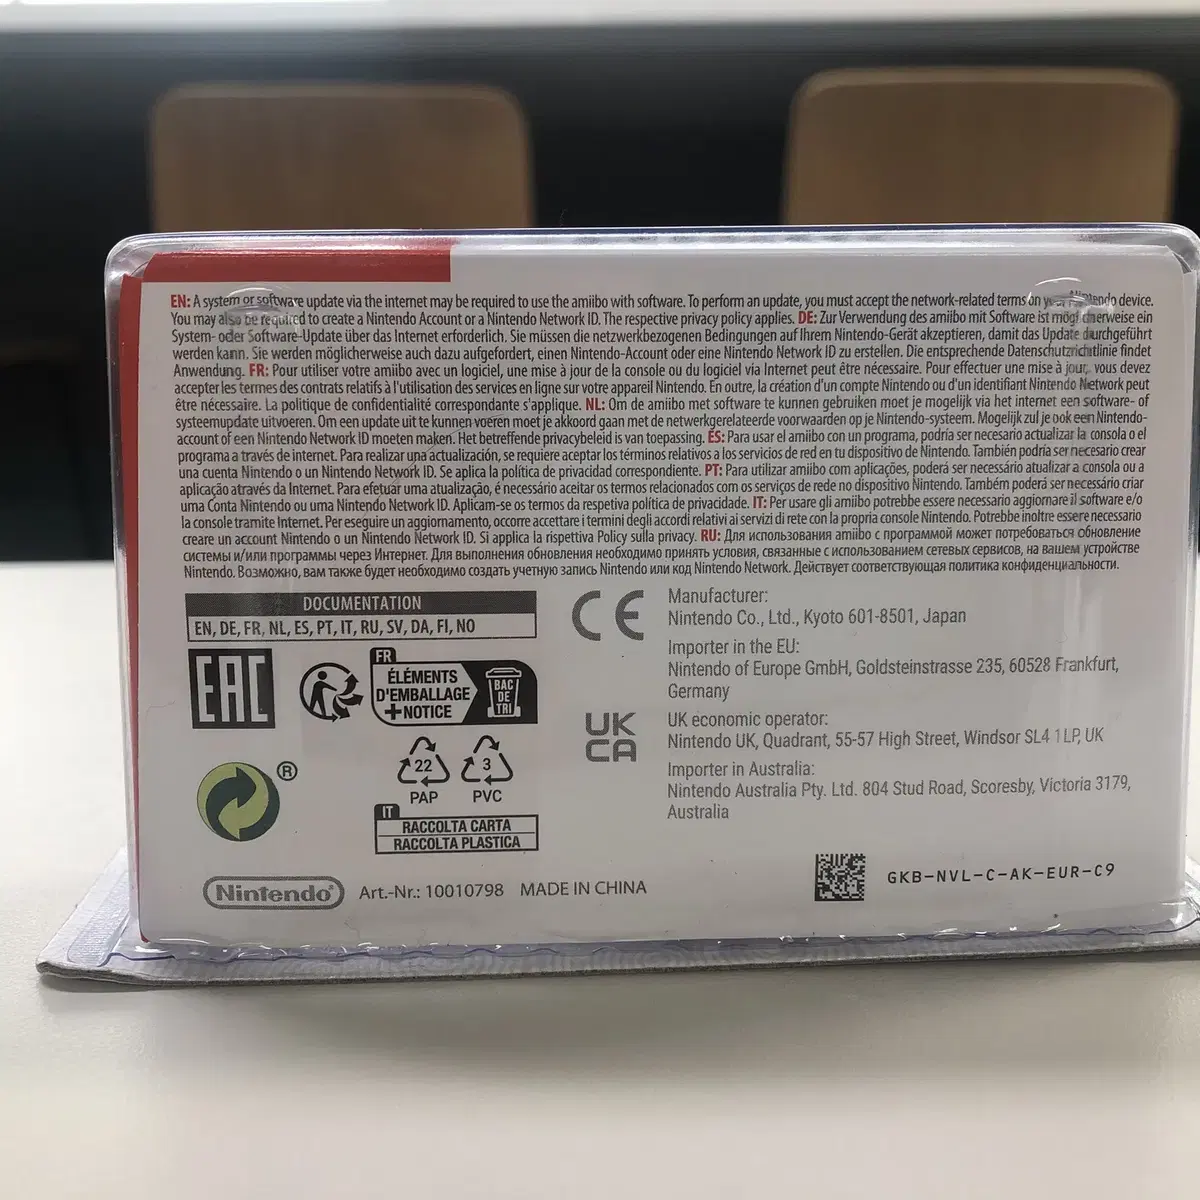 EN: A system or software update via the internet may be required to use the amiibo with software. To perform an update, you must accept the network-related terms on your Nintendo device.
You may also be required to create a Nintendo Account or a Nintendo Network ID. The respective privacy policy applies. DE: Zur Verwendung des amiibo mit Software ist möglicherweise ein
System- oder Software-Update über das Internet erforderlich. Sie müssen die netzwerkbezogenen Bedingungen auf Ihrem Nintendo-Gerät akzeptieren, damit das Update durchgeführt
werden kann. Sie werden möglicherweise auch dazu aufgefordert, einen Nintendo-Account oder eine Nintendo Network ID zu erstellen. Die entsprechende Datenschutzrichtlinie findet
Anwendung. FR: Pour utiliser votre amiibo avec un logiciel, une mise à jour de la console ou du logiciel via Internet peut être nécessaire. Pour effectuer une mise à jour, vous devez
accepter les termes des contrats relatifs à l'utilisation des services en ligne sur votre appareil Nintendo. En outre, la création d'un compte Nintendo ou d'un identifiant Nintendo Network peut
être nécessaire. La politique de confidentialité correspondante s'applique. NL: Om de amiibo met software te kunnen gebruiken moet je mogelijk via het internet een software- of
systeemupdate uitvoeren. Om een update uit te kunnen voeren moet je akkoord gaan met de netwerkgerelateerde voorwaarden op je Nintendo-systeem. Mogelijk zul je ook een Nintendo-
account of een Nintendo Network ID moeten maken. Het betreffende privacybeleid is van toepassing. ES: Para usar el amiibo con un programa, podría ser necesario actualizar la consola o el
programa a través de internet. Para realizar una actualización, se requiere aceptar los términos relativos a los servicios de red en tu dispositivo de Nintendo. También podría ser necesario crear
una cuenta Nintendo o un Nintendo Network ID. Se aplica la política de privacidad correspondiente. PT: Para utilizar amiibo com aplicações, poderá ser necessário atualizar a consola ou a
aplicação através da Internet. Para efetuar uma atualização, é necessário aceitar os termos relacionados com os serviços de rede no dispositivo Nintendo. Também poderá ser necessário criar
uma Conta Nintendo ou uma Nintendo Network ID. Aplicam-se os termos da respetiva política de privacidade. IT: Per usare gli amiibo potrebbe essere necessario aggiornare il software e/o
la console tramite Internet. Per eseguire un aggiornamento, occorre accettare i termini degli accordi relativi ai servizi di rete con la propria console Nintendo. Potrebbe inoltre essere necessario
creare un account Nintendo o un Nintendo Network ID. Si applica la rispettiva Policy sulla privacy. RU: Для использования amiibo с программой может потребоваться обновление
системы и/или программы через Интернет. Для выполнения обновления необходимо принять условия, связанные с использованием сетевых сервисов, на вашем устройстве
Nintendo. Возможно, вам также будет необходимо создать учетную запись Nintendo или код Nintendo Network. Действует соответствующая политика конфиденциальности.
DOCUMENTATION
EN, DE, FR, NL, ES, PT, IT, RU, SV, DA, FI, NO
CE
Manufacturer:
Nintendo Co., Ltd., Kyoto 601-8501, Japan
Importer in the EU:
Nintendo of Europe GmbH, Goldsteinstrasse 235, 60528 Frankfurt,
Germany
UK
CA
UK economic operator:
Nintendo UK, Quadrant, 55-57 High Street, Windsor SL4 1LP, UK
Importer in Australia:
Nintendo Australia Pty. Ltd. 804 Stud Road, Scoresby, Victoria 3179,
Australia
EAC
FR
ÉLÉMENTS
D'EMBALLAGE
+NOTICE
BAC
DE
TRI
®
22
PAP
3
PVC
IT
RACCOLTA CARTA
RACCOLTA PLASTICA
Nintendo®
Art.-Nr.: 10010798 MADE IN CHINA
GKB-NVL-C-AK-EUR-C9